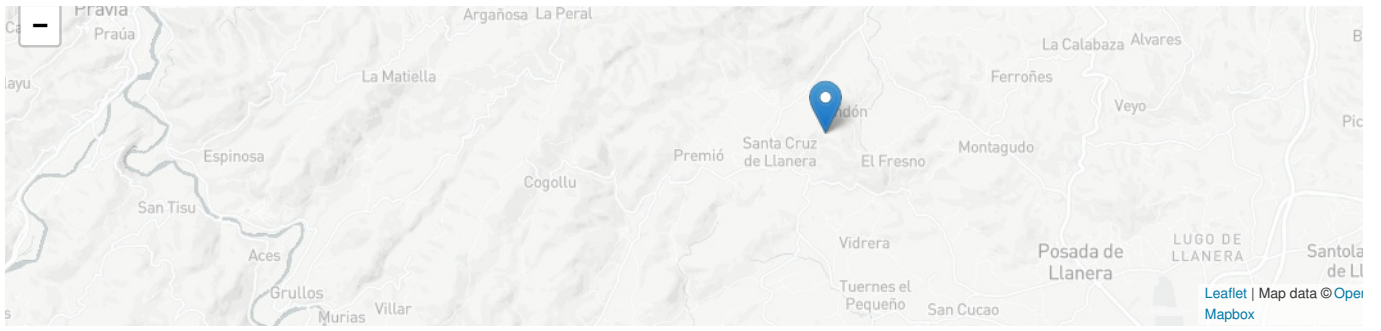 −
Pravia
Praúa
Argañosa La Peral
La Matiella
La Calabaza
Alvares
Ferroñes
Veyo
Santa Cruz
de Llanera
Premió
El Fresno
Montagudo
Espinosa
Cogollu
San Tisu
Aces
Grullos
Murias
Villar
Vidrera
Tuernes el
Pequeño
San Cucao
Posada de
Llanera
LUGO DE
LLANERA
Leaflet | Map data ©
Mapbox